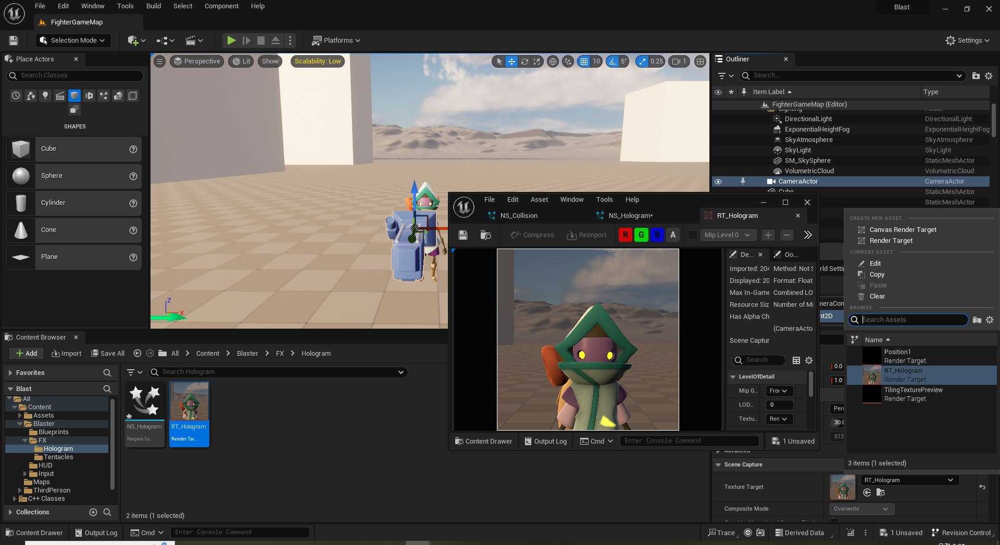 File Edit Window Tools Build Select Component Help
Blast
FighterGameMap
Selection Mode
Platforms
Settings
Place Actors
Search Classes
SHAPES
Cube
Sphere
Cylinder
Cone
Plane
Perspective
Lit
Show
Scalability: Low
10
5°
0.25
1
Z
X
Outliner
Search...
Item Label
Type
FighterGameMap (Editor)
Lighting
Folder
DirectionalLight DirectionalLight
ExponentialHeightFog ExponentialHeightFog
SkyAtmosphere SkyAtmosphere
SkyLight SkyLight
SM_SkySphere StaticMeshActor
VolumetricCloud VolumetricCloud
CameraActor CameraActor
Cube StaticMeshActor
StaticMeshActor
File Edit Asset Window Tools Help
NS_Collision
NS_Hologram*
RT_Hologram
Compress
Reimport
R G B A
Mip Level 0
De...
Oo...
Imported: 204 Method: Not S
Displayed: 20 Format: Float
Max In-Game Combined LO
Resource Siz Number of Mi
Has Alpha Ch
(CameraActo
Scene Captur
Search
LevelOfDetail
Mip G... Fro
LOD... 0
Textu... Ren
Content Drawer
Output Log
Cmd
Enter Console Command
1 Unsaved
CREATE NEW ASSET
Canvas Render Target
Render Target
CURRENT ASSET
Edit
Copy
Paste
Clear
BROWSE
Search Assets
Name
Position1
Render Target
RT_Hologram
Render Target
TilingTexturePreview
Render Target
3 items (1 selected)
rld Setti
meraCon
nt2D
0.0
1.0
Pers
30.0
512
Advanced
Scene Capture
Texture Target
RT_Hologram
Composite Mode
Overwrite
Content Browser
Add
Import
Save All
All
Content
Blaster
FX
Hologram
Favorites
Search Hologram
Blast
All
Content
Assets
Blaster
Blueprints
FX
Hologram
Tentacles
HUD
Input
Maps
ThirdPerson
C++ Classes
Collections
NS_Hologram
Niagara Sy...
RT_Hologram
Render Tar...
2 items (1 selected)
Content Drawer
Output Log
Cmd
Enter Console Command
Trace
Derived Data
1 Unsaved
Revision Control